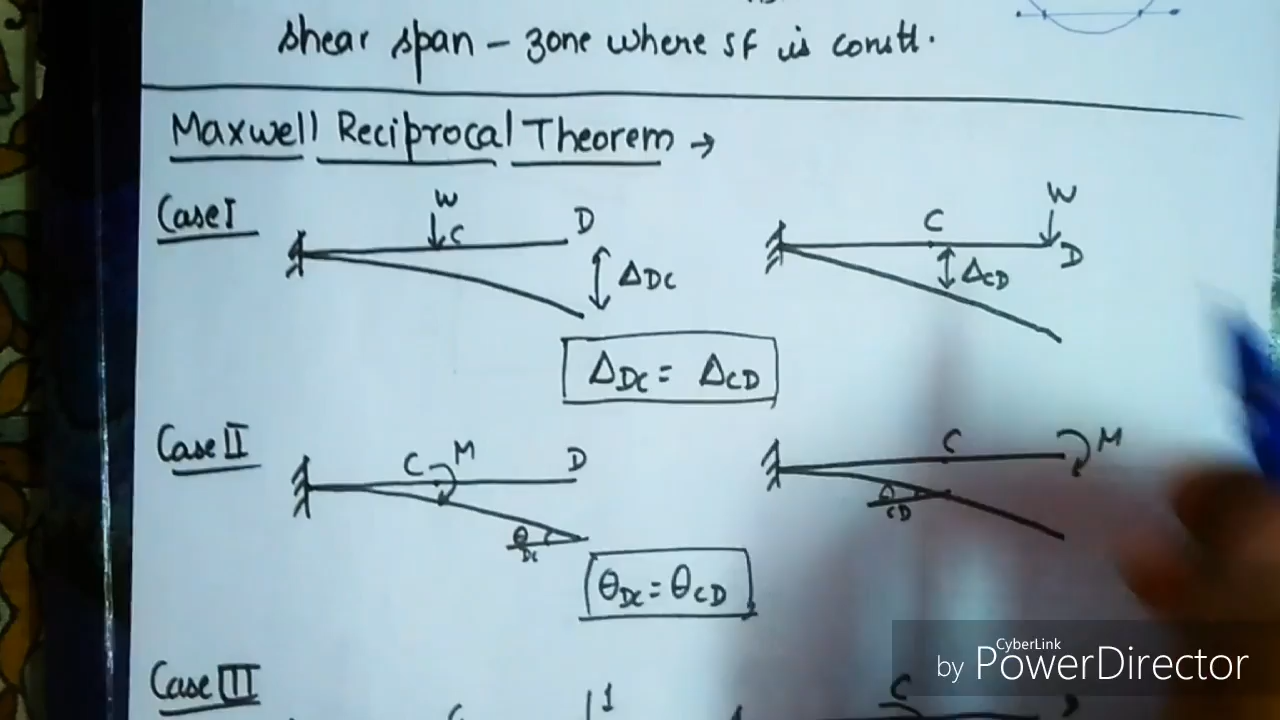 shear span - zone where SF is constt.
Maxwell Reciprocal Theorem →
Case I
W
C
D
ΔDC
C
W
D
ΔCD
ΔDC = ΔCD
Case II
C
M
D
θDC
C
M
θCD
θDC = θCD
Case III
1
C
CyberLink
by PowerDirector